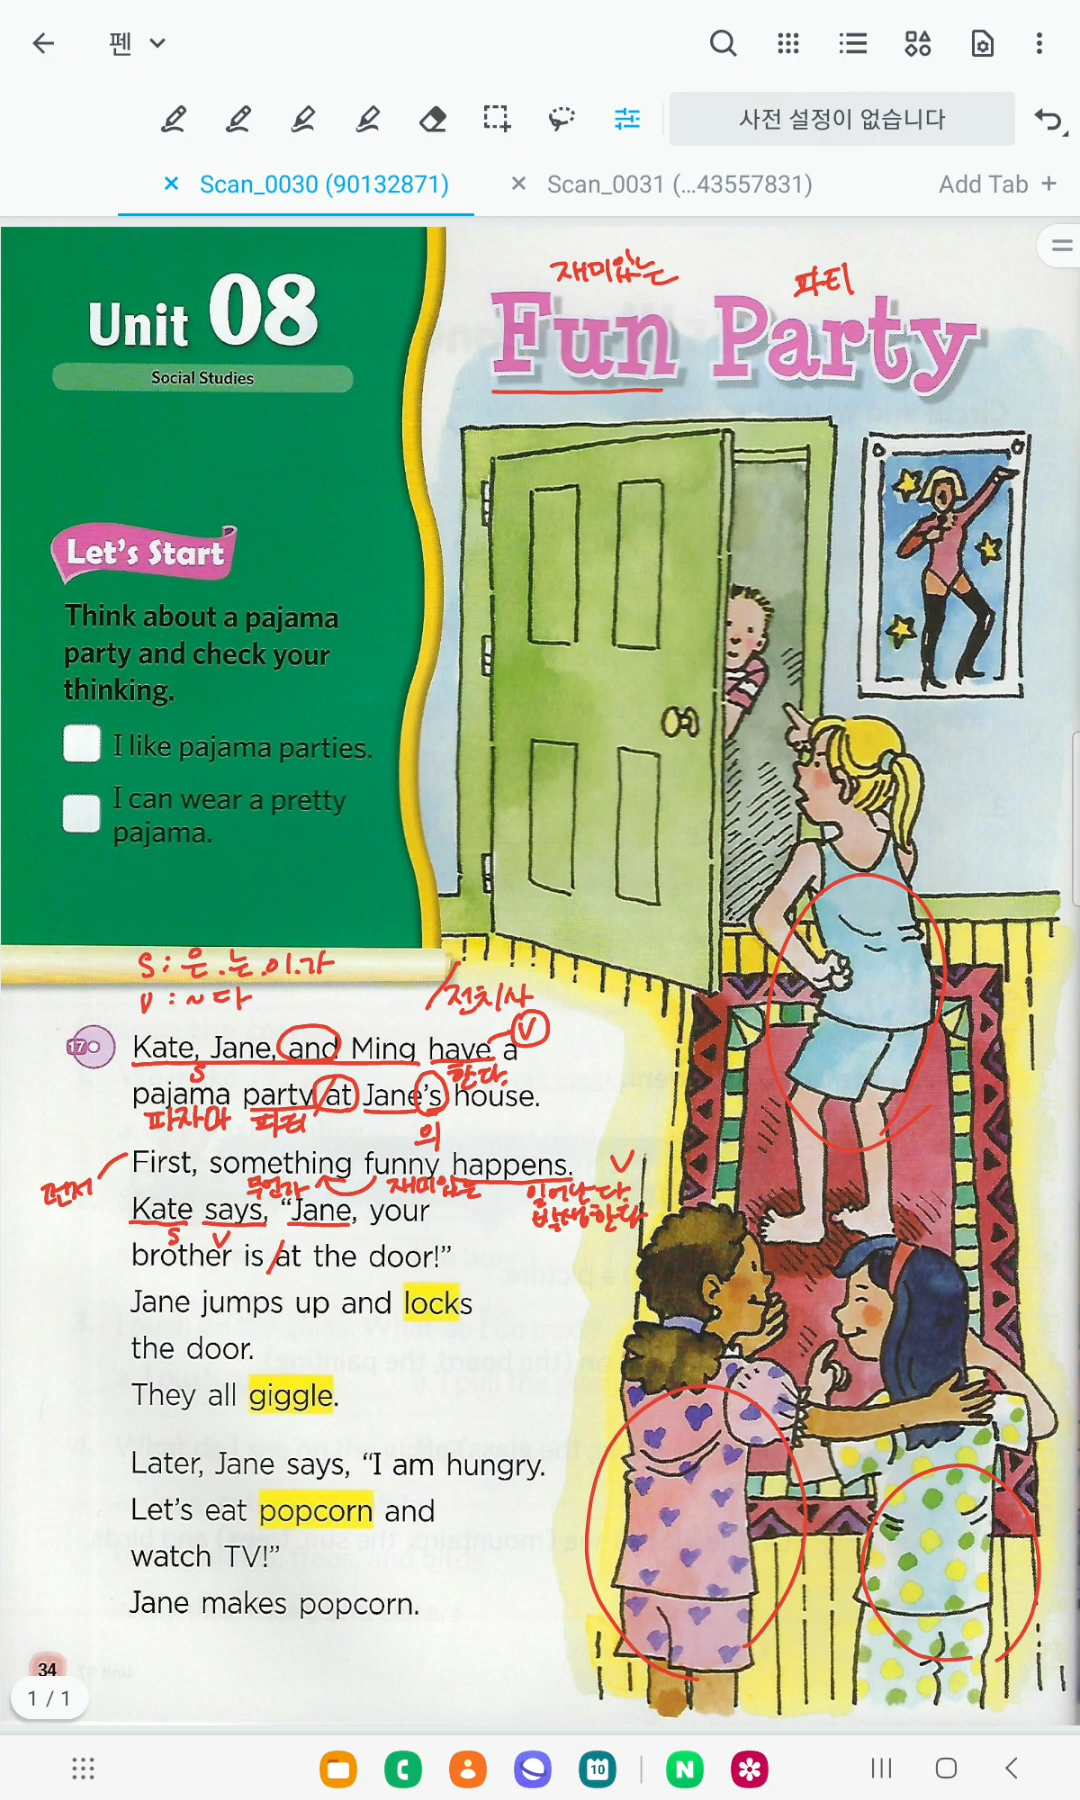 펜
사전 설정이 없습니다
Scan_0030 (90132871)
Scan_0031 (...43557831)
Add Tab +
Unit 08
Social Studies
재미있는 파티
Fun Party
Let's Start
Think about a pajama
party and check your
thinking.
I like pajama parties.
I can wear a pretty
pajama.
S : 은.는.이.가
V : ~다
전치사
V
17
Kate, Jane, and Ming have a
S 한다.
pajama party at Jane's house.
파자마 파티 의
First, something funny happens.
V
먼저 무언가 재미있는 일어난다.
발생한다
Kate says, "Jane, your
S V
brother is at the door!"
Jane jumps up and locks
the door.
They all giggle.
Later, Jane says, "I am hungry.
Let's eat popcorn and
watch TV!"
Jane makes popcorn.
34
1 / 1
10
N